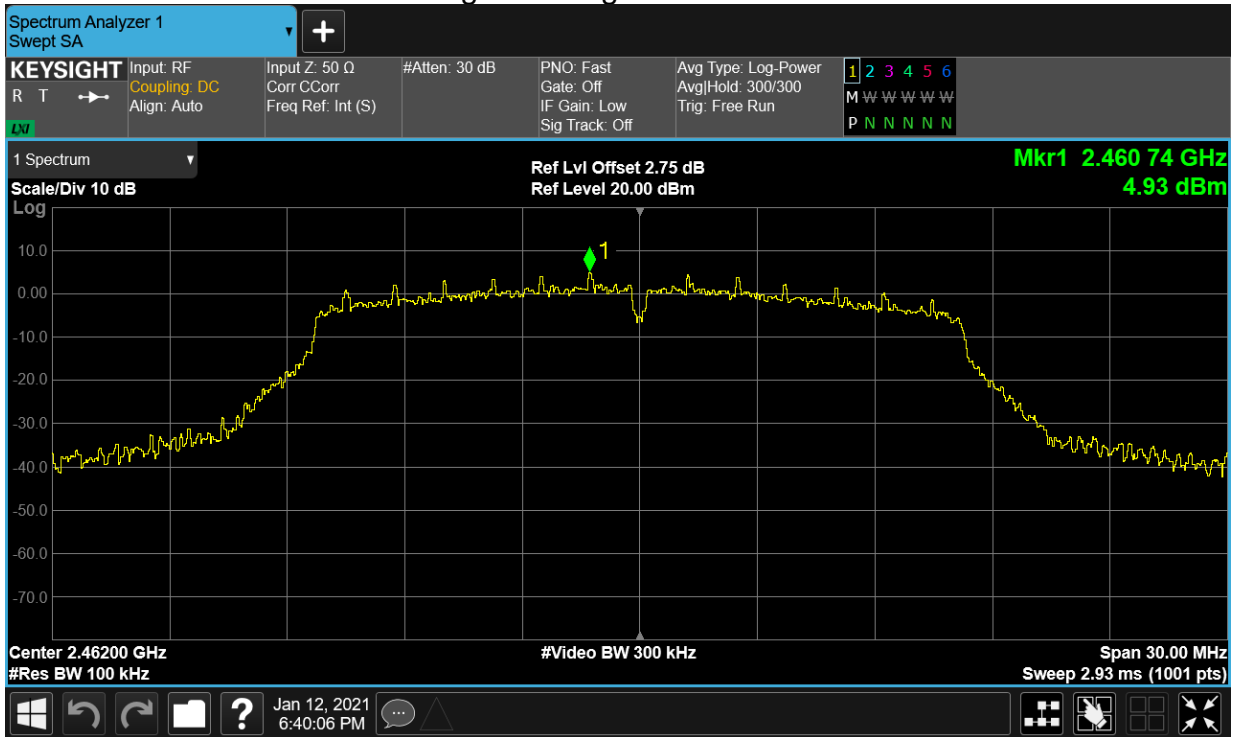 Spectrum Analyzer 1
Swept SA
+
KEYSIGHT
R T
LXI
Input: RF
Coupling: DC
Align: Auto
Input Z: 50 Ω
Corr CCorr
Freq Ref: Int (S)
#Atten: 30 dB
PNO: Fast
Gate: Off
IF Gain: Low
Sig Track: Off
Avg Type: Log-Power
Avg|Hold: 300/300
Trig: Free Run
1 2 3 4 5 6
M W W W W W
P N N N N N
1 Spectrum
Scale/Div 10 dB
Log
Ref Lvl Offset 2.75 dB
Ref Level 20.00 dBm
Mkr1 2.460 74 GHz
4.93 dBm
1
10.0
0.00
-10.0
-20.0
-30.0
-40.0
-50.0
-60.0
-70.0
Center 2.46200 GHz
#Video BW 300 kHz
Span 30.00 MHz
#Res BW 100 kHz
Sweep 2.93 ms (1001 pts)
?
Jan 12, 2021
6:40:06 PM